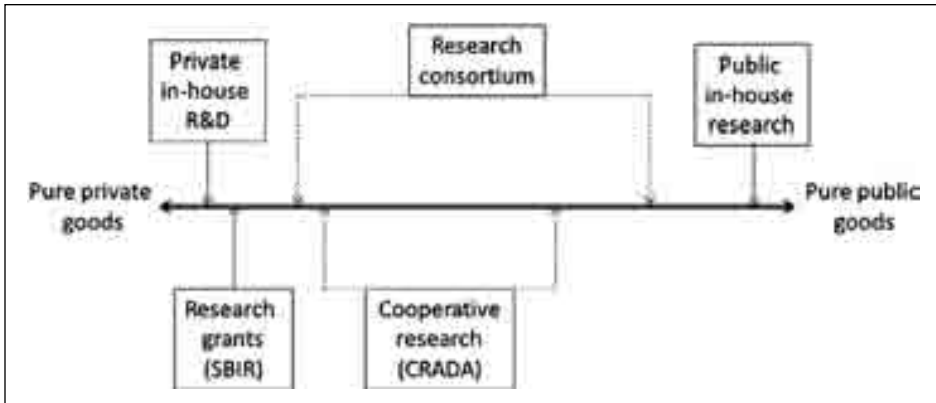 Private
in-house
R&D
Research
consortium
Public
in-house
research
Pure private
goods
Pure public
goods
Research
grants
(SBIR)
Cooperative
research
(CRADA)